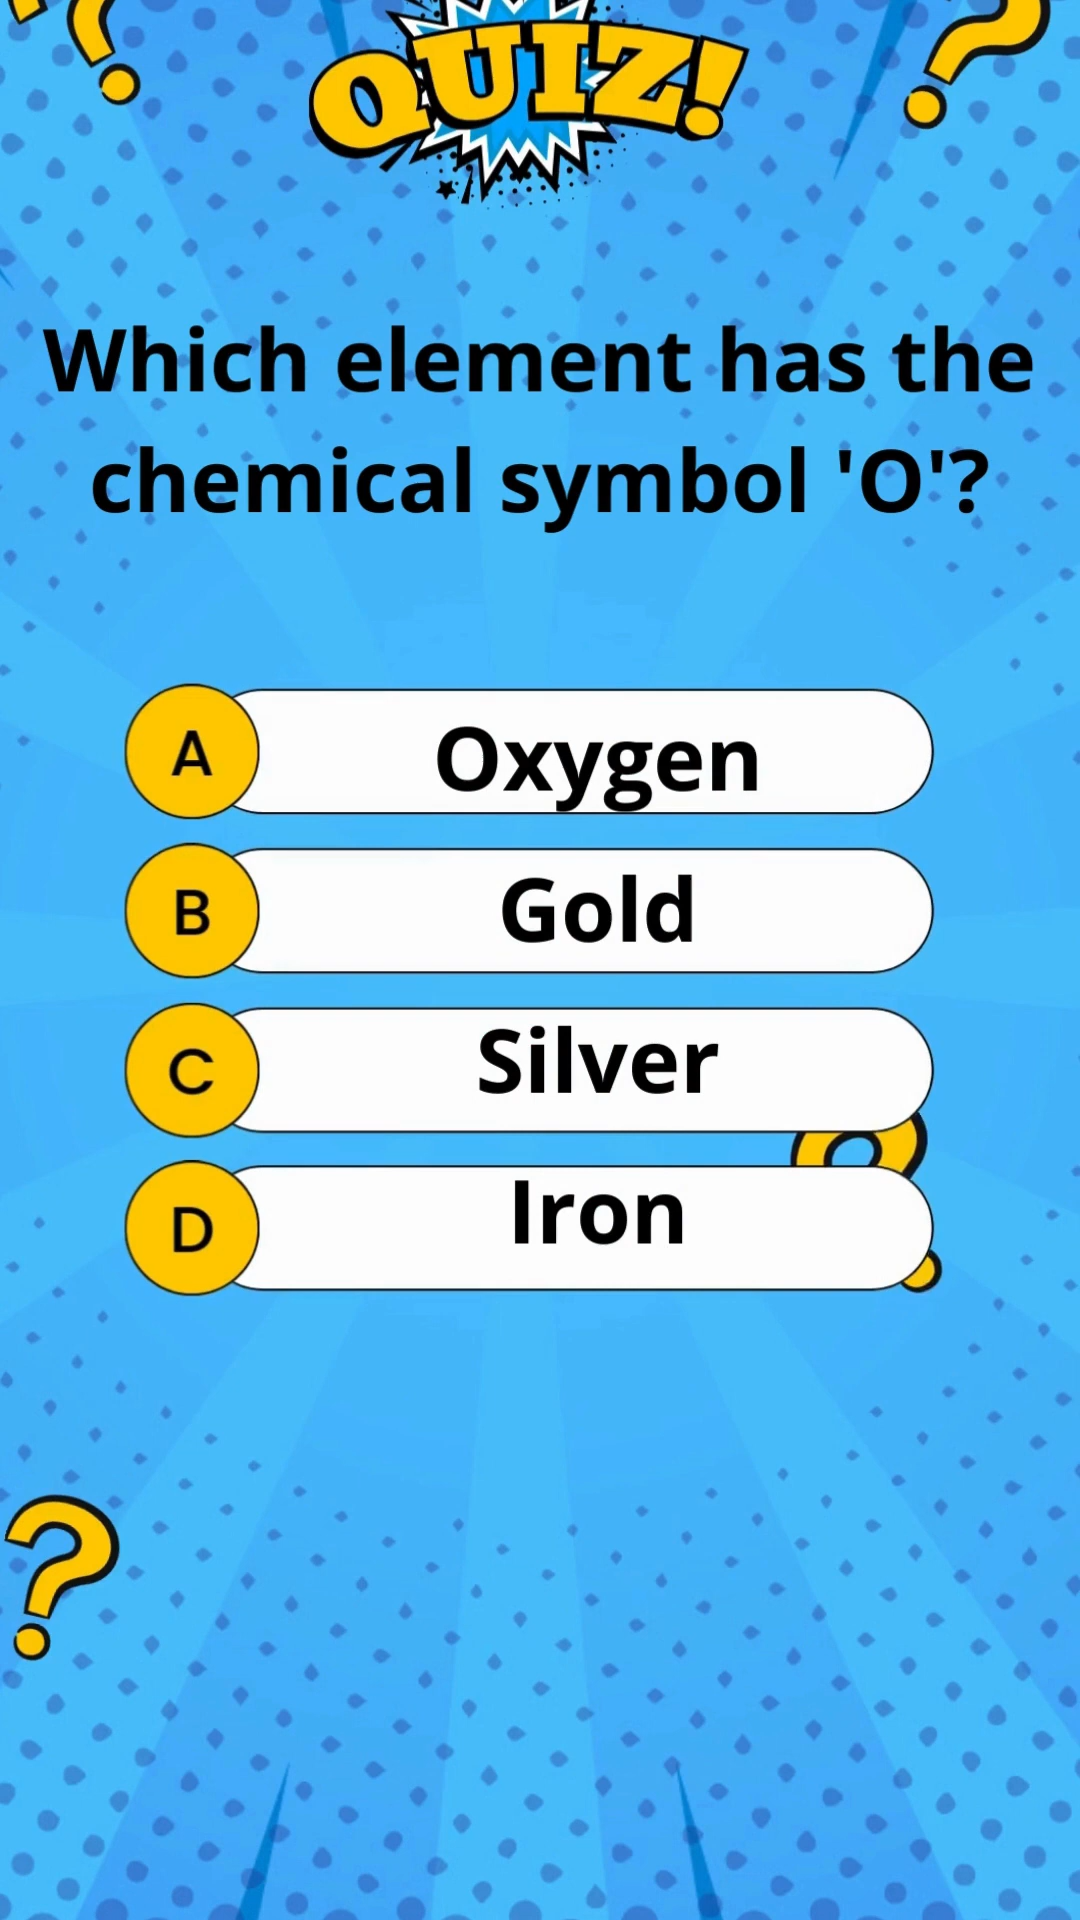 QUIZ!
Which element has the
chemical symbol 'O'?
A Oxygen
B Gold
C Silver
D Iron